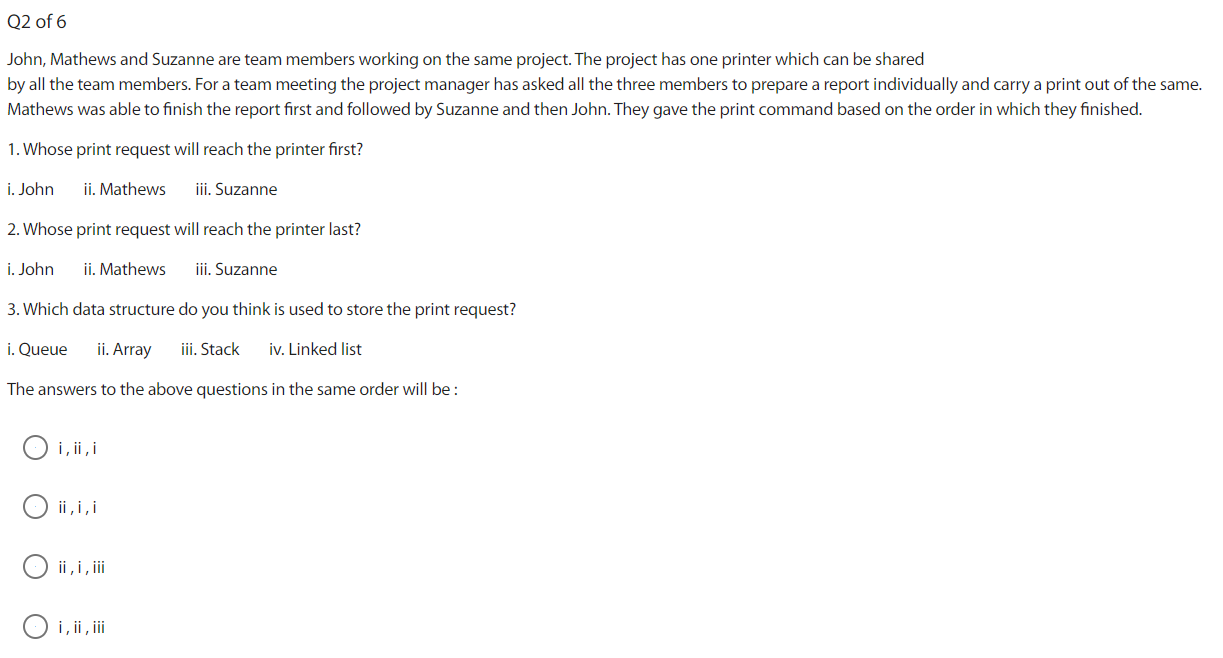 Q2 of 6
John, Mathews and Suzanne are team members working on the same project. The project has one printer which can be shared
by all the team members. For a team meeting the project manager has asked all the three members to prepare a report individually and carry a print out of the same.
Mathews was able to finish the report first and followed by Suzanne and then John. They gave the print command based on the order in which they finished.
1. Whose print request will reach the printer first?
i. John ii. Mathews iii. Suzanne
2. Whose print request will reach the printer last?
i. John ii. Mathews iii. Suzanne
3. Which data structure do you think is used to store the print request?
i. Queue ii. Array iii. Stack iv. Linked list
The answers to the above questions in the same order will be :
i , ii , i
ii , i , i
ii , i , iii
i , ii , iii